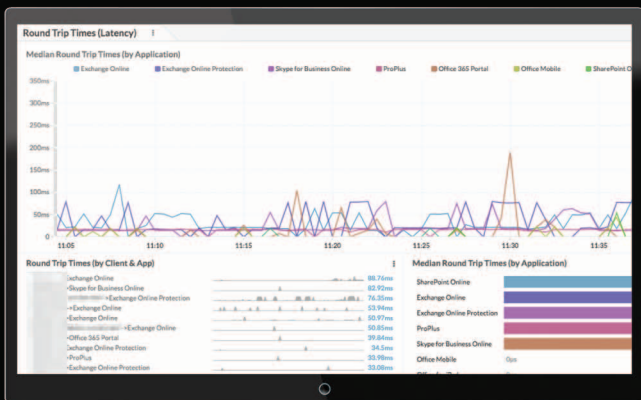 Round Trip Times (Latency)
Median Round Trip Times (by Application)
Exchange Online Exchange Online Protection Skype for Business Online ProPlus Office 365 Portal Office Mobile SharePoint O
350ms
300ms
250ms
200ms
150ms
100ms
50ms
0
11:05 11:10 11:15 11:20 11:25 11:30 11:35
Round Trip Times (by Client & App)
Exchange Online 88.76ms
Skype for Business Online 82.92ms
Exchange Online Protection 76.35ms
Exchange Online 53.94ms
Exchange Online 50.97ms
Exchange Online 50.85ms
Office 365 Portal 39.84ms
Exchange Online Protection 34.5ms
ProPlus 33.98ms
Exchange Online Protection 33.08ms
Median Round Trip Times (by Application)
SharePoint Online
Exchange Online
Exchange Online Protection
ProPlus
Skype for Business Online
Office Mobile 0ps